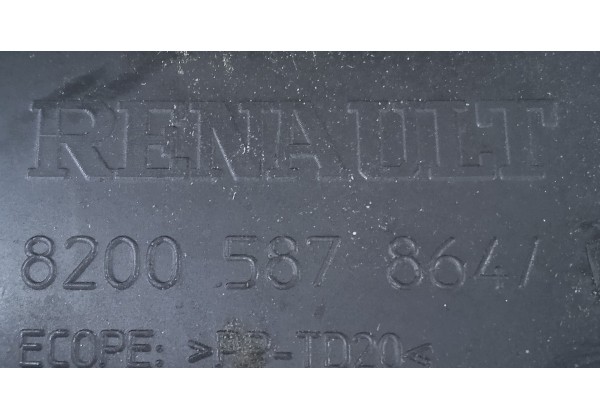 RENAULT
8200 587 864/
ECOPE: >PP-TD20<